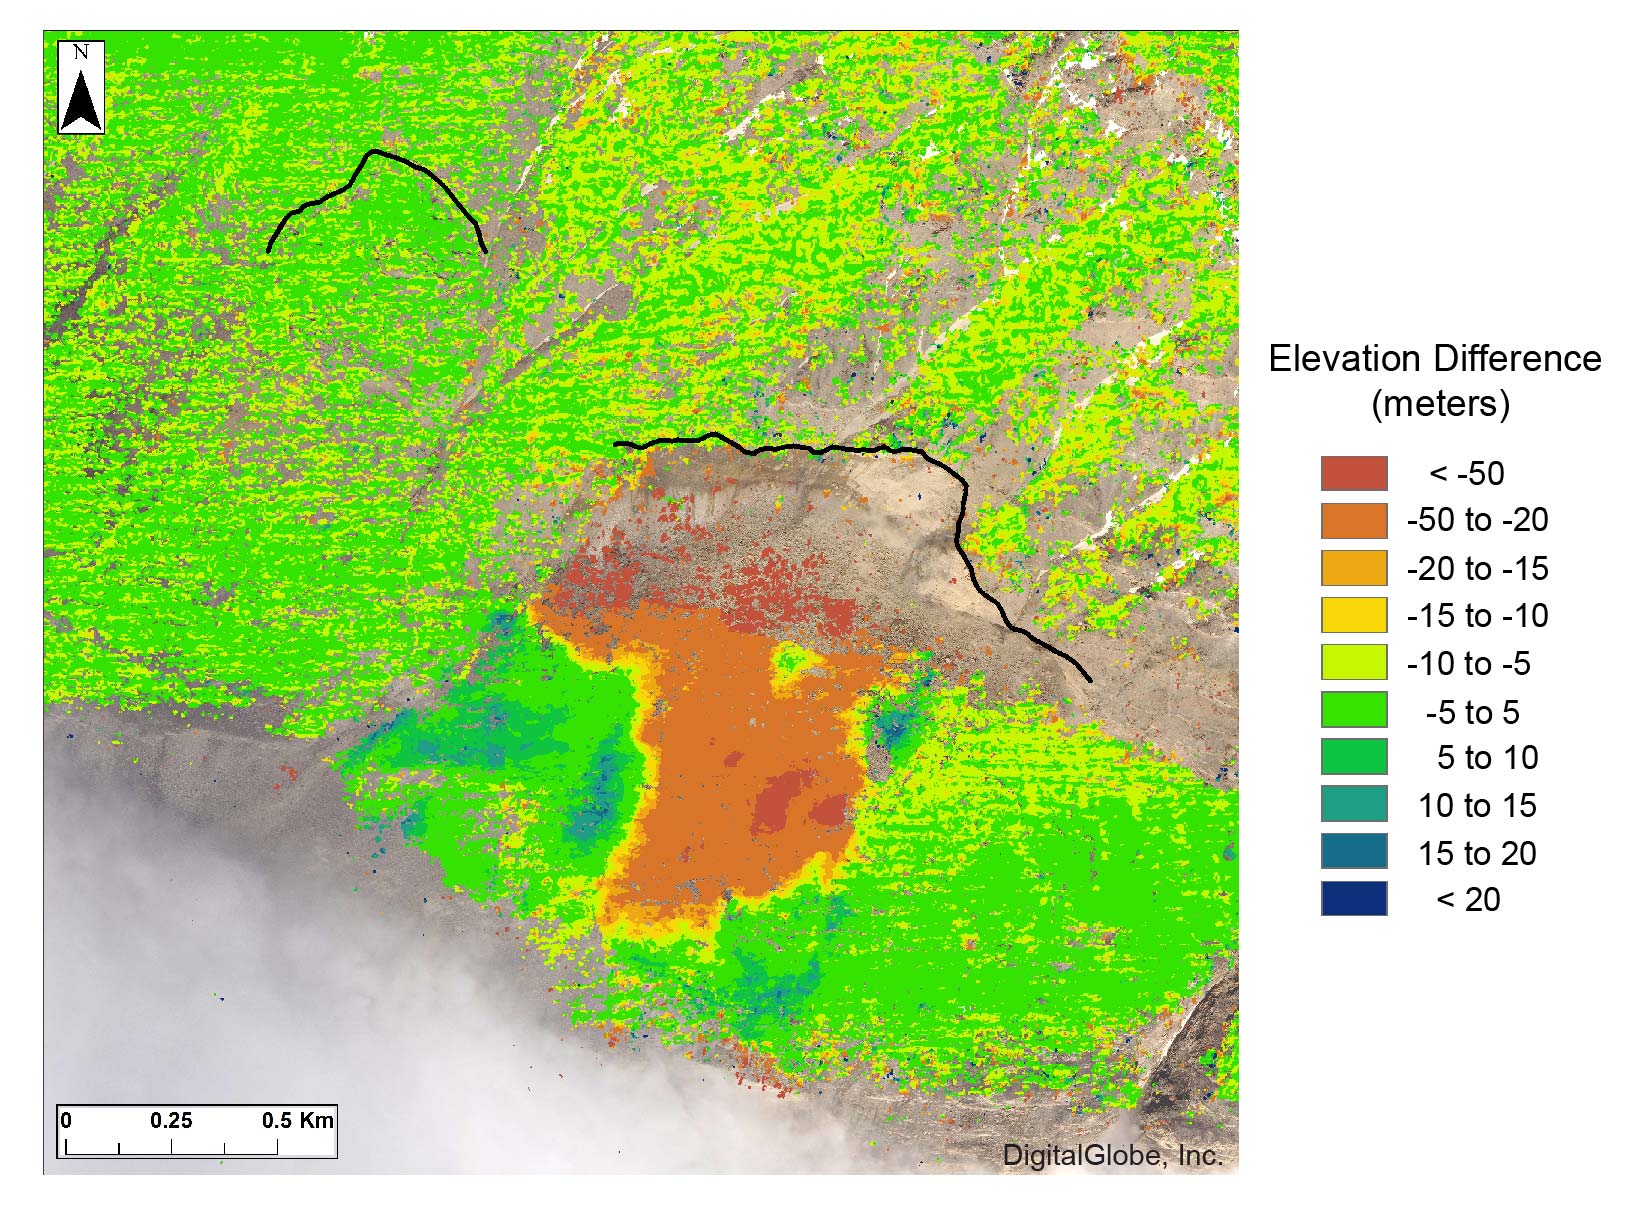 N
Elevation Difference
(meters)
< -50
-50 to -20
-20 to -15
-15 to -10
-10 to -5
-5 to 5
5 to 10
10 to 15
15 to 20
< 20
0 0.25 0.5 Km
DigitalGlobe, Inc.